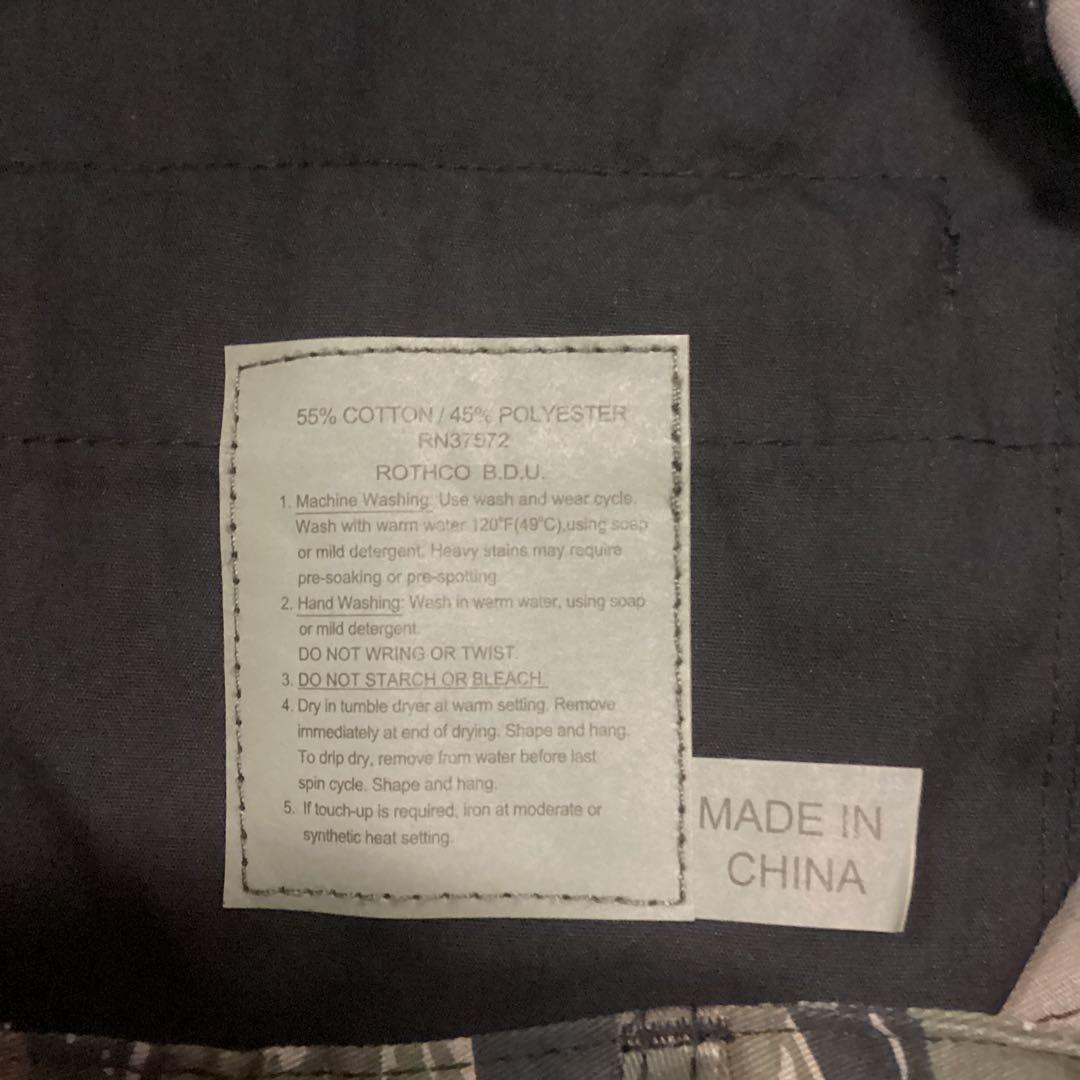 55% COTTON / 45% POLYESTER
RN37572
ROTHCO B.D.U.
1. Machine Washing: Use wash and wear cycle.
Wash with warm water 120°F(49°C),using soap
or mild detergent. Heavy stains may require
pre-soaking or pre-spotting.
2. Hand Washing: Wash in warm water, using soap
or mild detergent.
DO NOT WRING OR TWIST.
3. DO NOT STARCH OR BLEACH.
4. Dry in tumble dryer at warm setting. Remove
immediately at end of drying. Shape and hang.
To drip dry, remove from water before last
spin cycle. Shape and hang.
5. If touch-up is required, iron at moderate or
synthetic heat setting.
MADE IN
CHINA